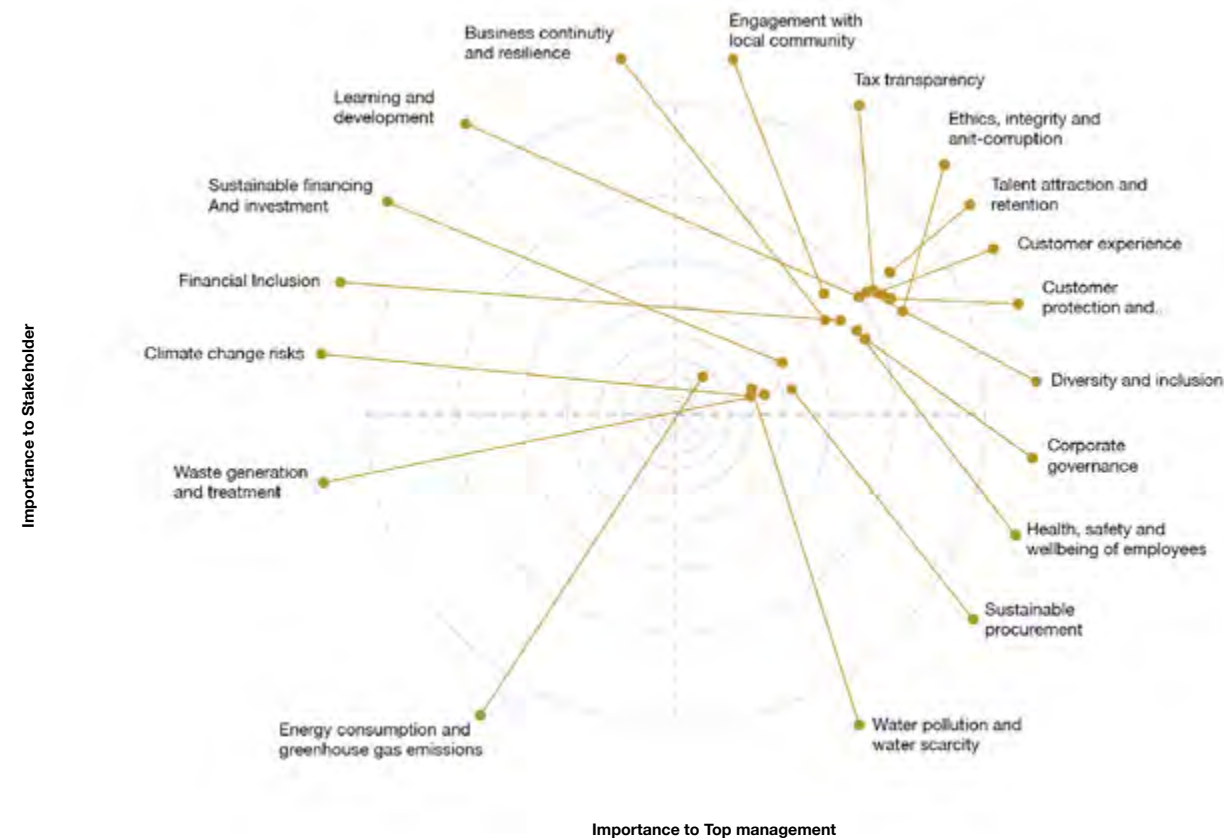 Engagement with
local community
Business continutiy
and resilience
Tax transparency
Learning and
development
Ethics, integrity and
anit-corruption
Talent attraction and
retention
Sustainable financing
And investment
Customer experience
Financial Inclusion
Customer
protection and..
Climate change risks
Diversity and inclusion
Corporate
governance
Waste generation
and treatment
Health, safety and
wellbeing of employees
Sustainable
procurement
Energy consumption and
greenhouse gas emissions
Water pollution and
water scarcity
Importance to Stakeholder
Importance to Top management